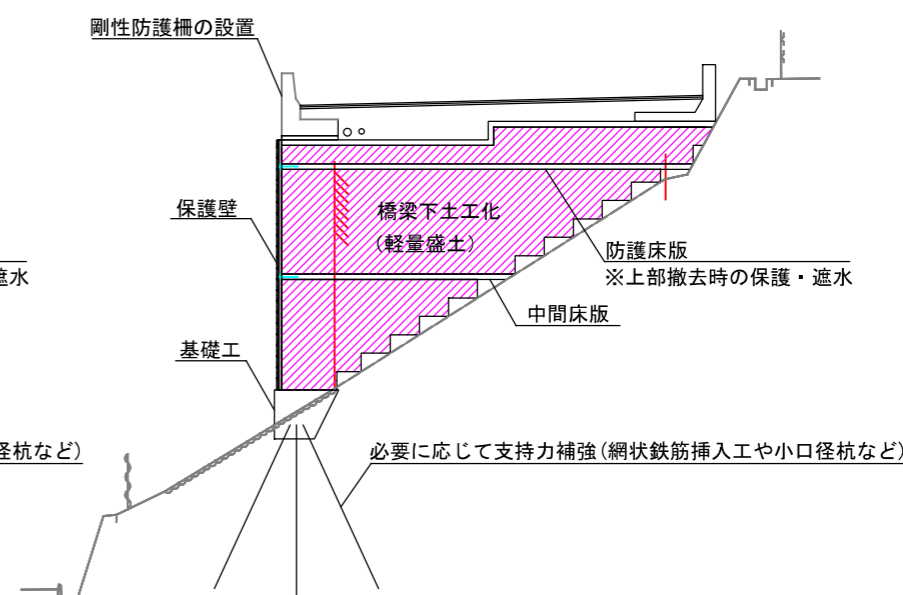 剛性防護柵の設置
保護壁
橋梁下土工化
(軽量盛土)
防護床版
※上部撤去時の保護・遮水
遮水
中間床版
基礎工
径杭など)
必要に応じて支持力補強(網状鉄筋挿入工や小口径杭など)